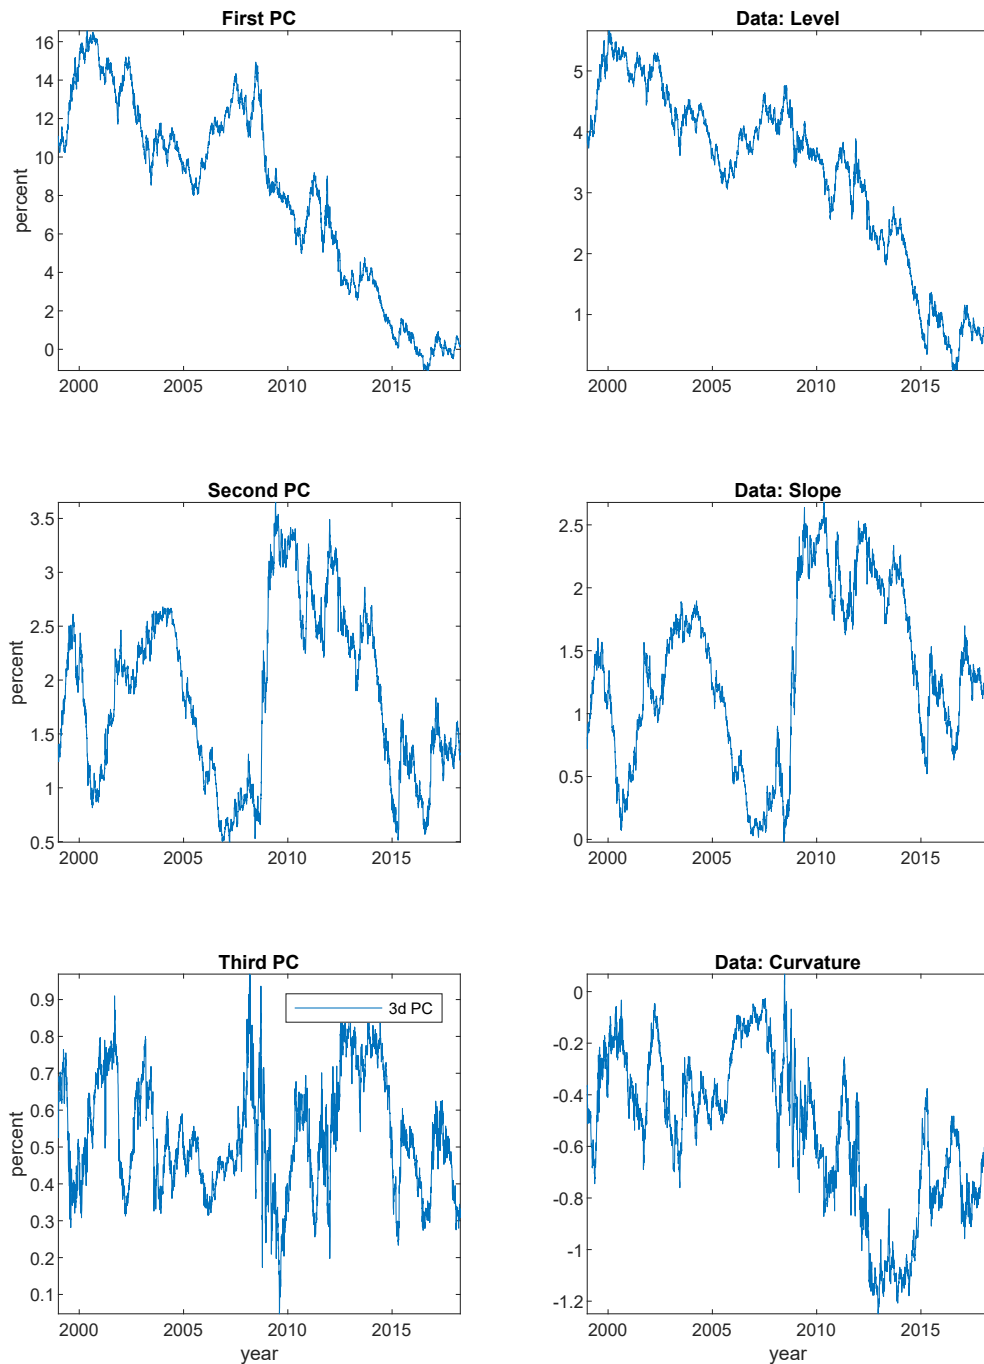 First PC
16
14
12
10
8
6
4
2
0
percent
2000 2005 2010 2015
Data: Level
5
4
3
2
1
2000 2005 2010 2015
Second PC
3.5
3
2.5
2
1.5
1
0.5
percent
2000 2005 2010 2015
Data: Slope
2.5
2
1.5
1
0.5
0
2000 2005 2010 2015
Third PC
3d PC
0.9
0.8
0.7
0.6
0.5
0.4
0.3
0.2
0.1
percent
2000 2005 2010 2015
year
Data: Curvature
0
-0.2
-0.4
-0.6
-0.8
-1
-1.2
2000 2005 2010 2015
year